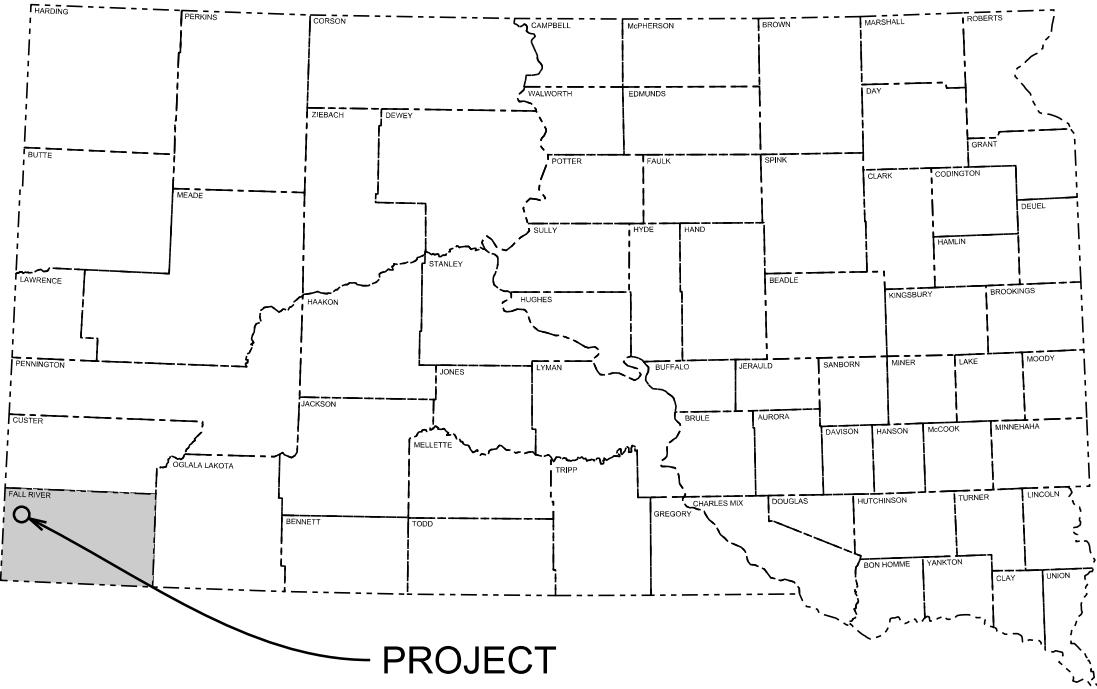 HARDING
PERKINS
CORSON
CAMPBELL
McPHERSON
BROWN
MARSHALL
ROBERTS
WALWORTH
EDMUNDS
DAY
ZIEBACH
DEWEY
GRANT
BUTTE
POTTER
FAULK
SPINK
CLARK
CODINGTON
MEADE
DEUEL
SULLY
HYDE
HAND
HAMLIN
STANLEY
LAWRENCE
BEADLE
KINGSBURY
BROOKINGS
HAAKON
HUGHES
PENNINGTON
JONES
LYMAN
BUFFALO
JERAULD
SANBORN
MINER
LAKE
MOODY
JACKSON
CUSTER
BRULE
AURORA
DAVISON
HANSON
McCOOK
MINNEHAHA
MELLETTE
OGLALA LAKOTA
TRIPP
FALL RIVER
CHARLES MIX
DOUGLAS
HUTCHINSON
TURNER
LINCOLN
GREGORY
BENNETT
TODD
BON HOMME
YANKTON
CLAY
UNION
PROJECT